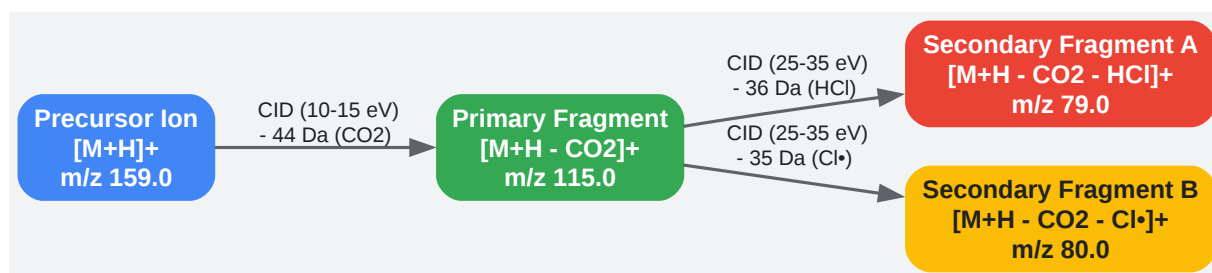 Precursor Ion
[M+H]+
m/z 159.0
CID (10-15 eV)
- 44 Da (CO2)
Primary Fragment
[M+H - CO2]+
m/z 115.0
CID (25-35 eV)
- 36 Da (HCl)
Secondary Fragment A
[M+H - CO2 - HCl]+
m/z 79.0
CID (25-35 eV)
- 35 Da (Cl•)
Secondary Fragment B
[M+H - CO2 - Cl•]+
m/z 80.0